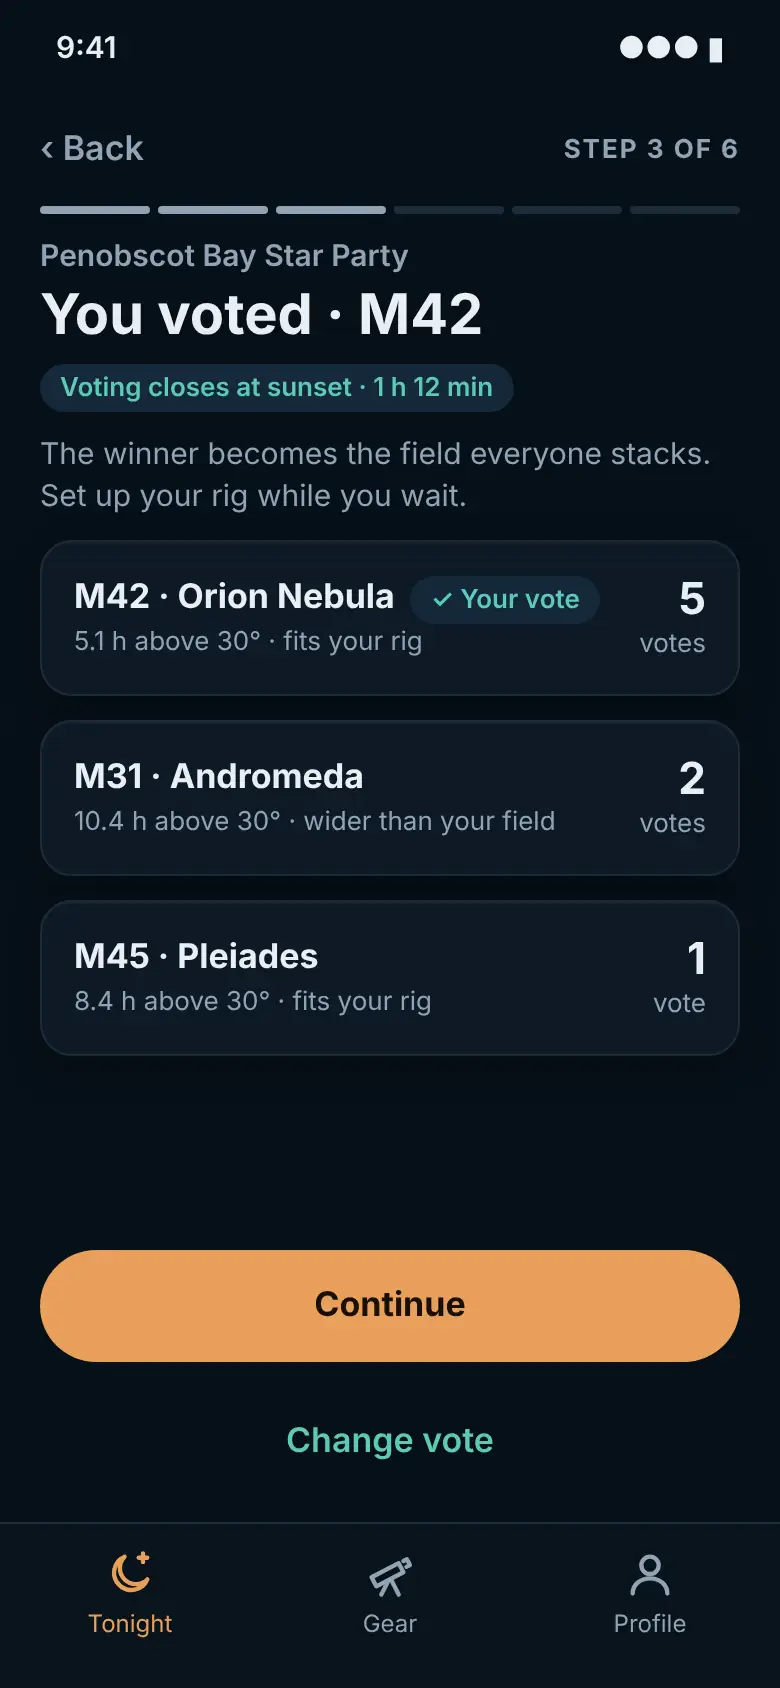 9:41
‹ Back
STEP 3 OF 6
Penobscot Bay Star Party
You voted · M42
Voting closes at sunset · 1 h 12 min
The winner becomes the field everyone stacks.
Set up your rig while you wait.
M42 · Orion Nebula
✓ Your vote
5
5.1 h above 30° · fits your rig
votes
M31 · Andromeda
2
10.4 h above 30° · wider than your field
votes
M45 · Pleiades
1
8.4 h above 30° · fits your rig
vote
Continue
Change vote
Tonight
Gear
Profile